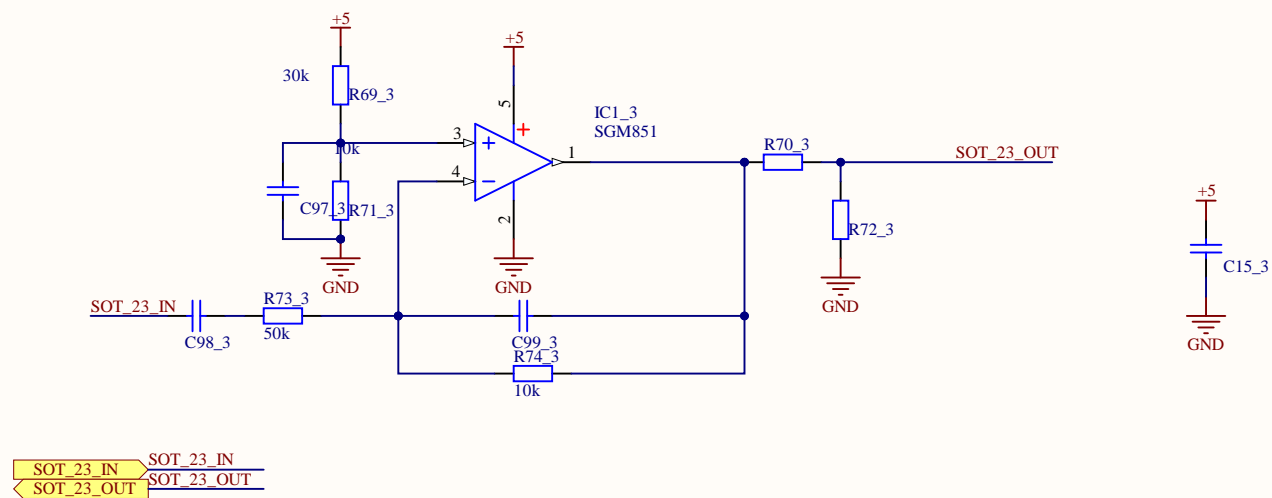 +5
+5
30k
R69_3
5
IC1_3
SGM851
3
10k
1
R70_3
SOT_23_OUT
4
C97_3
R71_3
2
R72_3
+5
C15_3
GND
GND
GND
GND
SOT_23_IN
R73_3
C98_3
50k
C99_3
R74_3
10k
SOT_23_IN
SOT_23_IN
SOT_23_OUT
SOT_23_OUT